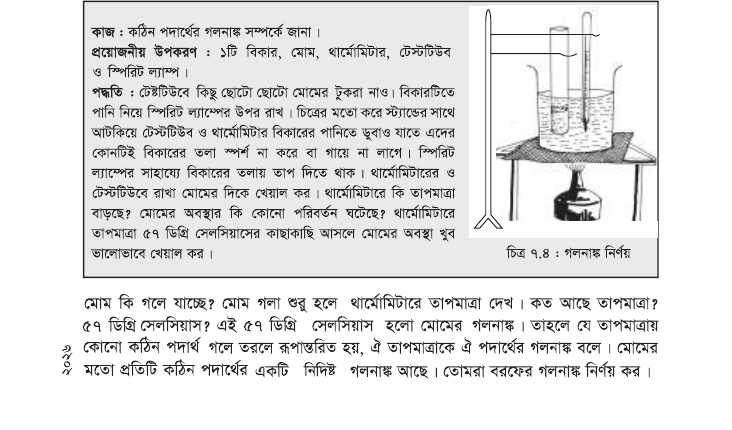 কাজ : কঠিন পদার্থের গলনাঙ্ক সম্পর্কে জানা।
প্রয়োজনীয় উপকরণ : ১টি বিকার, মোম, থার্মোমিটার, টেস্টটিউব
ও স্পিরিট ল্যাম্প।
পদ্ধতি : টেষ্টটিউবে কিছু ছোটো ছোটো মোমের টুকরা নাও। বিকারটিতে
পানি নিয়ে স্পিরিট ল্যাম্পের উপর রাখ। চিত্রের মতো করে স্ট্যান্ডের সাথে
আটকিয়ে টেস্টটিউব ও থার্মোমিটার বিকারের পানিতে ডুবাও যাতে এদের
কোনটিই বিকারের তলা স্পর্শ না করে বা গায়ে না লাগে। স্পিরিট
ল্যাম্পের সাহায্যে বিকারের তলায় তাপ দিতে থাক। থার্মোমিটারের ও
টেস্টটিউবে রাখা মোমের দিকে খেয়াল কর। থার্মোমিটারে কি তাপমাত্রা
বাড়ছে? মোমের অবস্থার কি কোনো পরিবর্তন ঘটেছে? থার্মোমিটারে
তাপমাত্রা ৫৭ ডিগ্রি সেলসিয়াসের কাছাকাছি আসলে মোমের অবস্থা খুব
ভালোভাবে খেয়াল কর।
চিত্র ৭.৪ : গলনাঙ্ক নির্ণয়
মোম কি গলে যাচ্ছে? মোম গলা শুরু হলে থার্মোমিটারে তাপমাত্রা দেখ। কত আছে তাপমাত্রা?
৫৭ ডিগ্রি সেলসিয়াস? এই ৫৭ ডিগ্রি সেলসিয়াস হলো মোমের গলনাঙ্ক। তাহলে যে তাপমাত্রায়
কোনো কঠিন পদার্থ গলে তরলে রূপান্তরিত হয়, ঐ তাপমাত্রাকে ঐ পদার্থের গলনাঙ্ক বলে। মোমের
মতো প্রতিটি কঠিন পদার্থের একটি নিদিষ্ট গলনাঙ্ক আছে। তোমরা বরফের গলনাঙ্ক নির্ণয় কর।
২০২৬